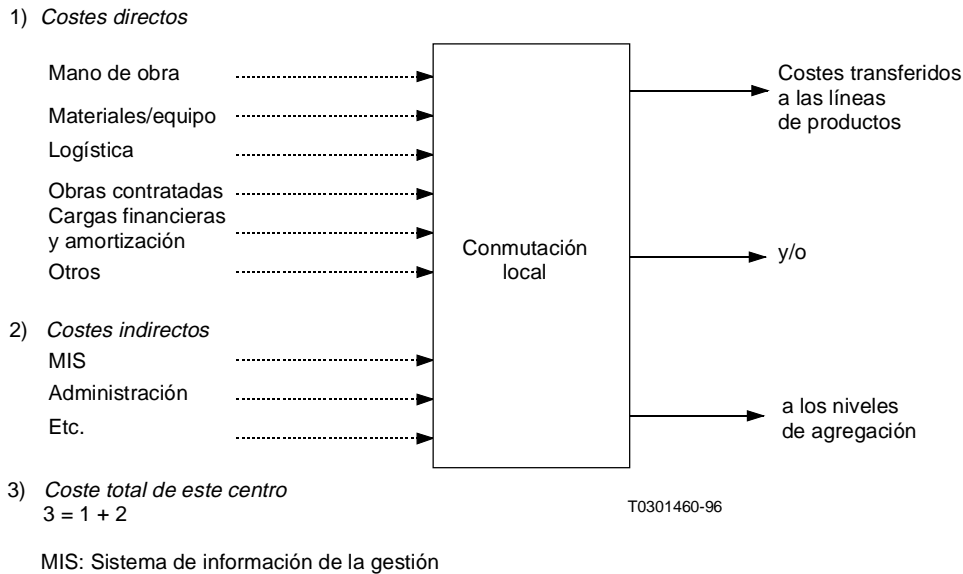 1) Costes directos
Mano de obra
Materiales/equipo
Logística
Obras contratadas
Cargas financieras
y amortización
Otros
2) Costes indirectos
MIS
Administración
Etc.
3) Coste total de este centro
3 = 1 + 2
MIS: Sistema de información de la gestión
Conmutación
local
Costes transferidos
a las líneas
de productos
y/o
a los niveles
de agregación
T0301460-96